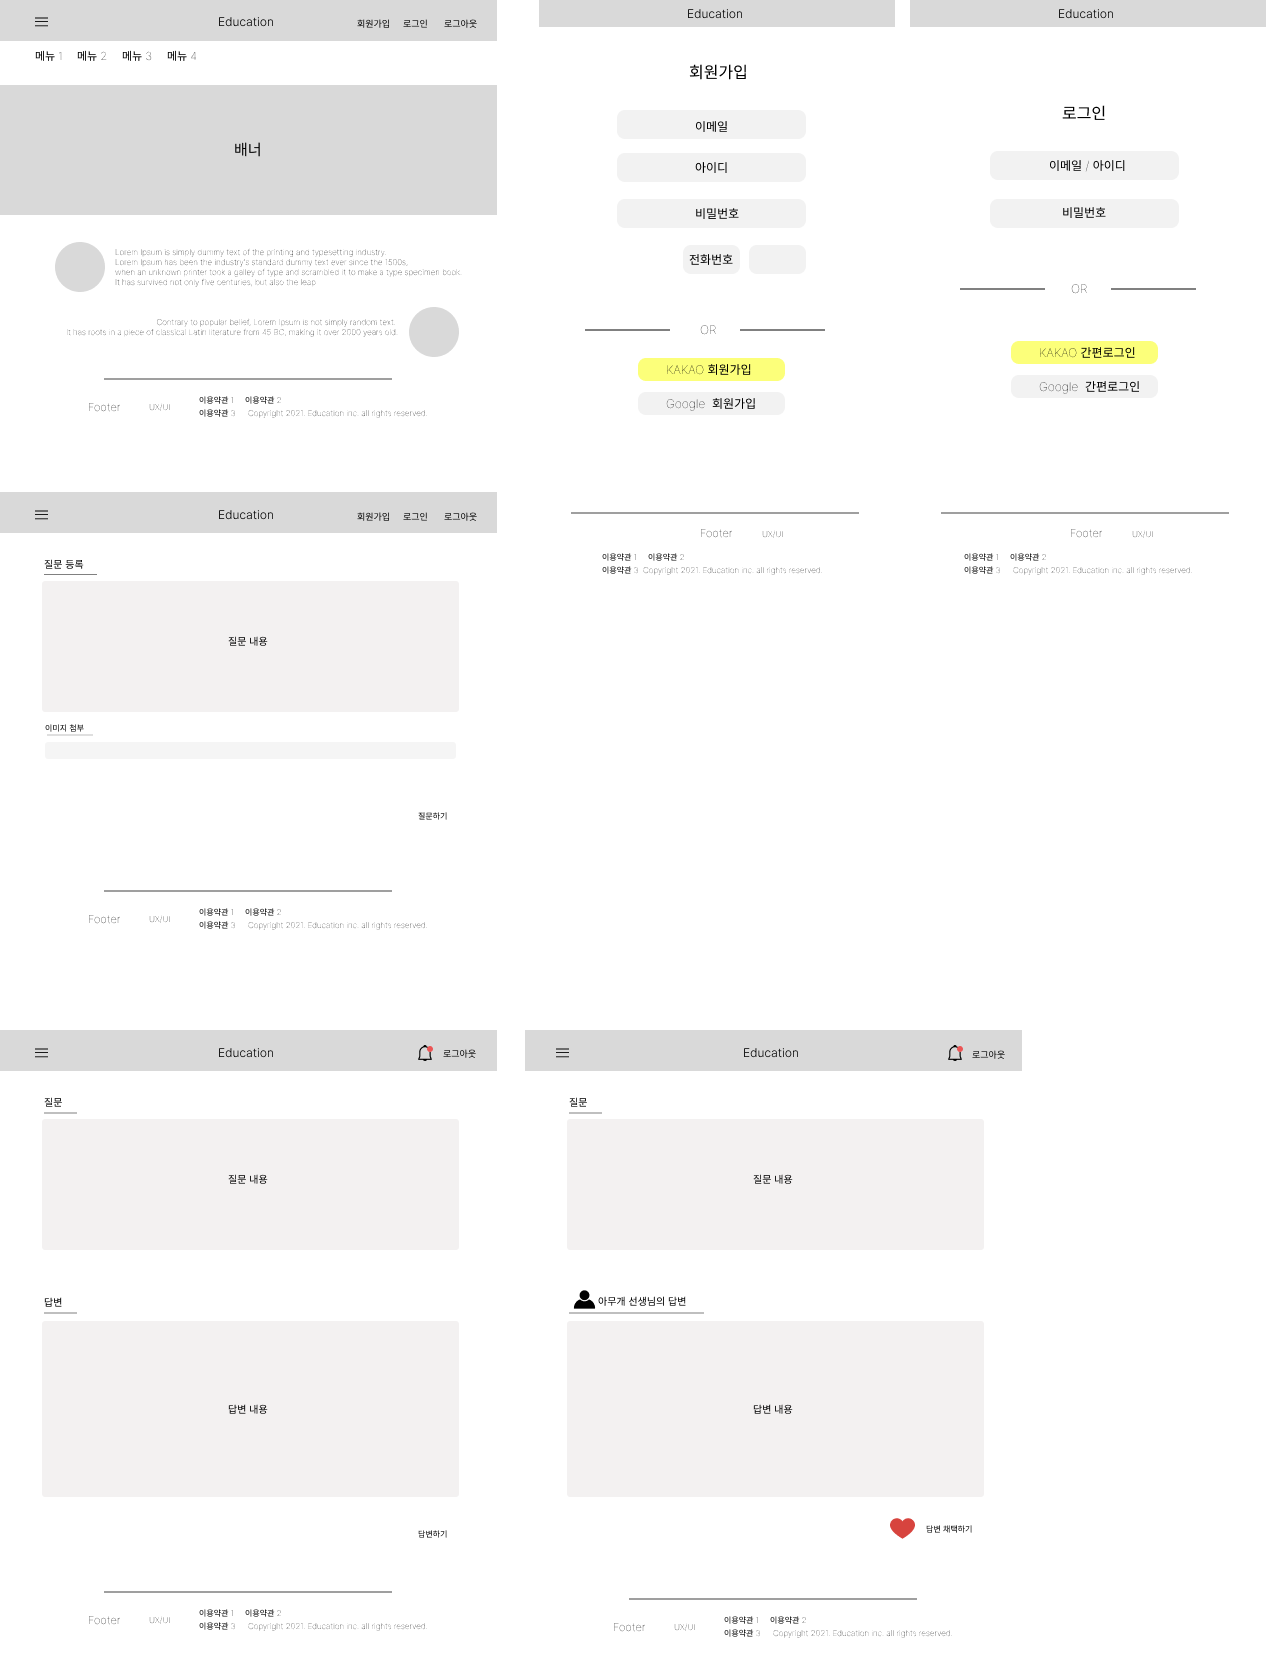 Education 회원가입 로그인 로그아웃
메뉴 1 메뉴 2 메뉴 3 메뉴 4
배너
Lorem Ipsum is simply dummy text of the printing and typesetting industry.
Lorem Ipsum has been the industry's standard dummy text ever since the 1500s,
when an unknown printer took a galley of type and scrambled it to make a type specimen book.
It has survived not only five centuries, but also the leap
Contrary to popular belief, Lorem Ipsum is not simply random text.
It has roots in a piece of classical Latin literature from 45 BC, making it over 2000 years old.
Footer UX/UI 이용약관 1 이용약관 2
이용약관 3 Copyright 2021. Education inc. all rights reserved.
Education
회원가입
이메일
아이디
비밀번호
전화번호
OR
KAKAO 회원가입
Google 회원가입
Footer UX/UI
이용약관 1 이용약관 2
이용약관 3 Copyright 2021. Education inc. all rights reserved.
Education
로그인
이메일 / 아이디
비밀번호
OR
KAKAO 간편로그인
Google 간편로그인
Footer UX/UI
이용약관 1 이용약관 2
이용약관 3 Copyright 2021. Education inc. all rights reserved.
Education 회원가입 로그인 로그아웃
질문 등록
질문 내용
이미지 첨부
질문하기
Footer UX/UI 이용약관 1 이용약관 2
이용약관 3 Copyright 2021. Education inc. all rights reserved.
Education 로그아웃
질문
질문 내용
답변
답변 내용
답변하기
Footer UX/UI 이용약관 1 이용약관 2
이용약관 3 Copyright 2021. Education inc. all rights reserved.
Education 로그아웃
질문
질문 내용
아무개 선생님의 답변
답변 내용
답변 채택하기
Footer UX/UI 이용약관 1 이용약관 2
이용약관 3 Copyright 2021. Education inc. all rights reserved.